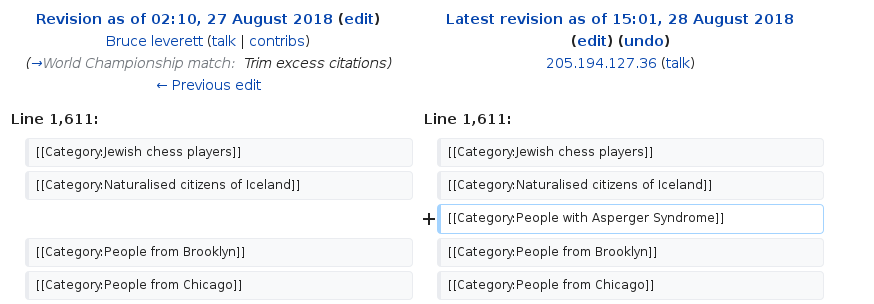 Revision as of 02:10, 27 August 2018 (edit)
Bruce leverett (talk | contribs)
(→World Championship match: Trim excess citations)
← Previous edit
Latest revision as of 15:01, 28 August 2018
(edit) (undo)
205.194.127.36 (talk)
Line 1,611:
Line 1,611:
[[Category:Jewish chess players]]
[[Category:Jewish chess players]]
[[Category:Naturalised citizens of Iceland]]
[[Category:Naturalised citizens of Iceland]]
+ [[Category:People with Asperger Syndrome]]
[[Category:People from Brooklyn]]
[[Category:People from Brooklyn]]
[[Category:People from Chicago]]
[[Category:People from Chicago]]